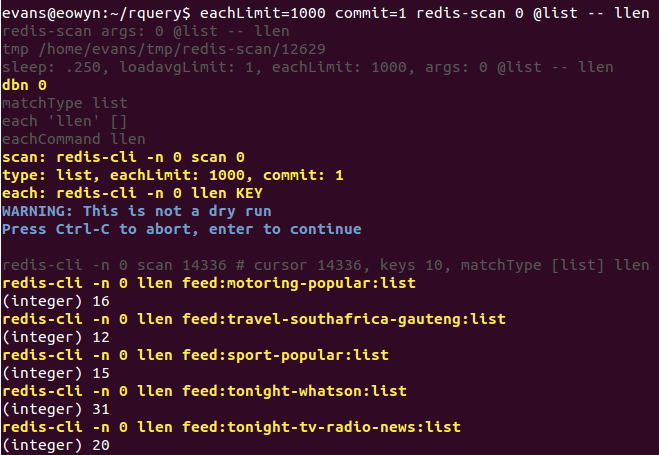 evans@eowyn:~/rquery$ eachLimit=1000 commit=1 redis-scan 0 @list -- llen
redis-scan args: 0 @list -- llen
tmp /home/evans/tmp/redis-scan/12629
sleep: .250, loadavgLimit: 1, eachLimit: 1000, args: 0 @list -- llen
dbn 0
matchType list
each 'llen' []
eachCommand llen
scan: redis-cli -n 0 scan 0
type: list, eachLimit: 1000, commit: 1
each: redis-cli -n 0 llen KEY
WARNING: This is not a dry run
Press Ctrl-C to abort, enter to continue
redis-cli -n 0 scan 14336 # cursor 14336, keys 10, matchType [list] llen
redis-cli -n 0 llen feed:motoring-popular:list
(integer) 16
redis-cli -n 0 llen feed:travel-southafrica-gauteng:list
(integer) 12
redis-cli -n 0 llen feed:sport-popular:list
(integer) 15
redis-cli -n 0 llen feed:tonight-whatson:list
(integer) 31
redis-cli -n 0 llen feed:tonight-tv-radio-news:list
(integer) 20